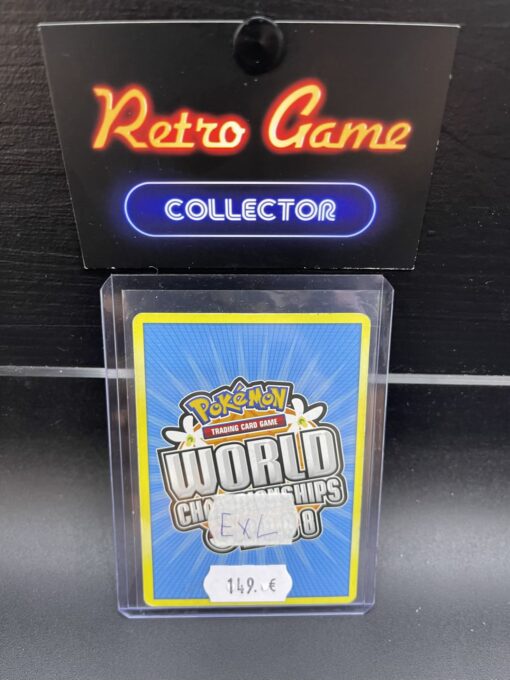 Retro Game
COLLECTOR
POKéMON
TRADING CARD GAME
WORLD
EXL
149. €